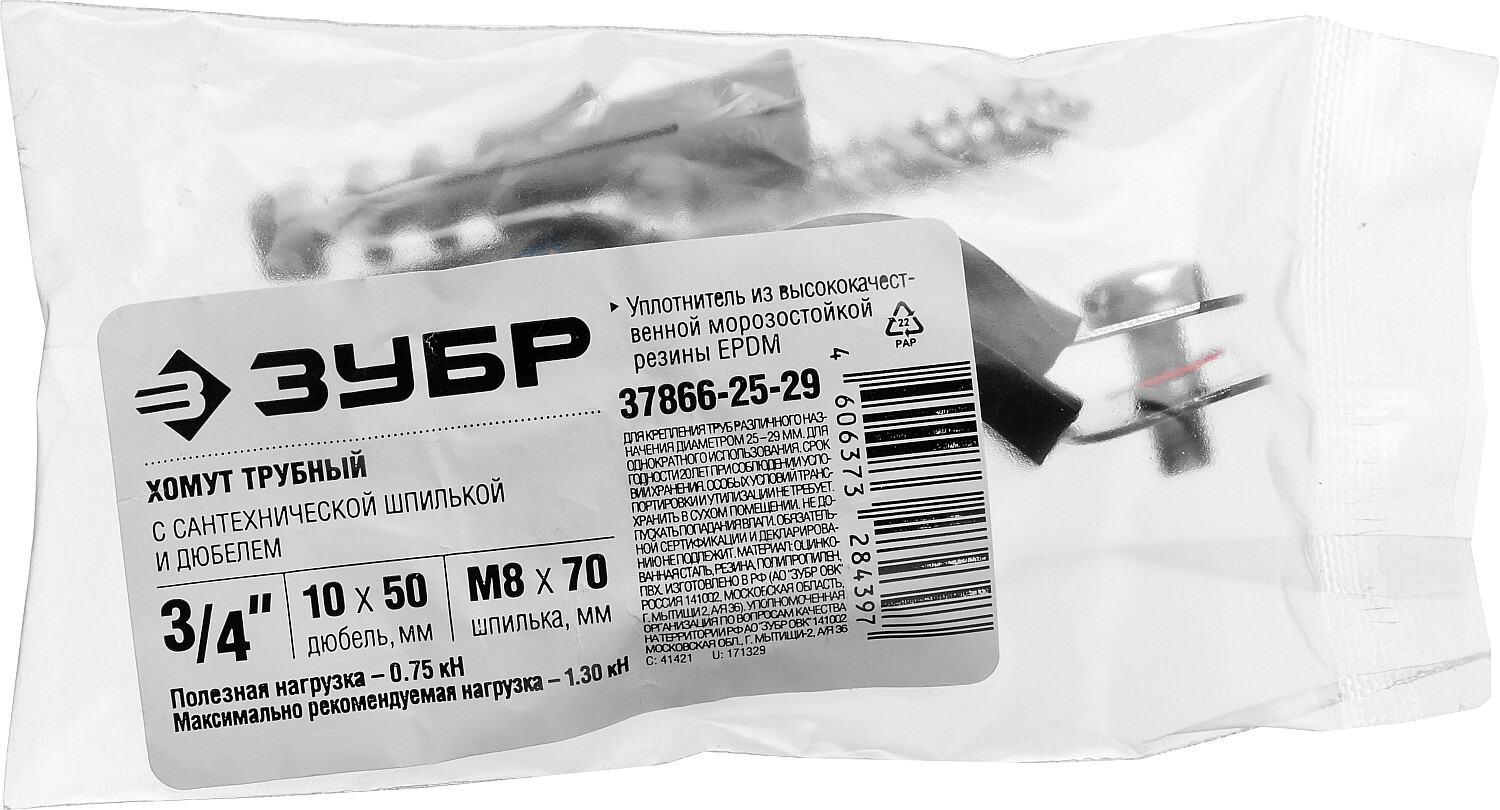 ЗУБР
ХОМУТ ТРУБНЫЙ
С САНТЕХНИЧЕСКОЙ ШПИЛЬКОЙ
И ДЮБЕЛЕМ
3/4"
10 х 50
дюбель, мм
М8 х 70
шпилька, мм
Полезная нагрузка – 0.75 кН
Максимально рекомендуемая нагрузка – 1.30 кН
▸ Уплотнитель из высококачест-
венной морозостойкой
резины EPDM
22
PAP
37866-25-29
ДЛЯ КРЕПЛЕНИЯ ТРУБ РАЗЛИЧНОГО НАЗ-
НАЧЕНИЯ ДИАМЕТРОМ 25–29 ММ. ДЛЯ
ОДНОКРАТНОГО ИСПОЛЬЗОВАНИЯ. СРОК
ГОДНОСТИ 20 ЛЕТ ПРИ СОБЛЮДЕНИИ УСЛО-
ВИЙ ХРАНЕНИЯ. ОСОБЫХ УСЛОВИЙ ТРАНС-
ПОРТИРОВКИ И УТИЛИЗАЦИИ НЕ ТРЕБУЕТ.
ХРАНИТЬ В СУХОМ ПОМЕЩЕНИИ. НЕ ДО-
ПУСКАТЬ ПОПАДАНИЯ ВЛАГИ. ОБЯЗАТЕЛЬ-
НОЙ СЕРТИФИКАЦИИ И ДЕКЛАРИРОВА-
НИЮ НЕ ПОДЛЕЖИТ. МАТЕРИАЛ: ОЦИНКО-
ВАННАЯ СТАЛЬ, РЕЗИНА, ПОЛИПРОПИЛЕН,
ПВХ. ИЗГОТОВЛЕНО В РФ (АО "ЗУБР ОВК"
РОССИЯ 141002, МОСКОВСКАЯ ОБЛАСТЬ,
Г. МЫТИЩИ 2, А/Я 36). УПОЛНОМОЧЕННАЯ
ОРГАНИЗАЦИЯ ПО ВОПРОСАМ КАЧЕСТВА
НА ТЕРРИТОРИИ РФ АО "ЗУБР ОВК" 141002
МОСКОВСКАЯ ОБЛ., Г. МЫТИЩИ-2, А/Я 36
C: 41421 U: 171329
4 606373 284397